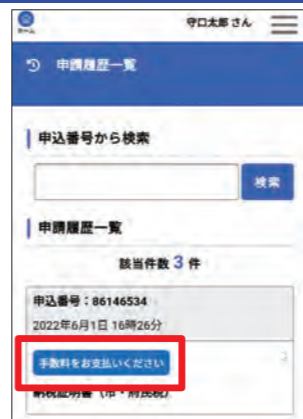 ホーム
守口太郎 さん
申請履歴一覧
申込番号から検索
検索
申請履歴一覧
該当件数 3 件
申込番号：86146534
2022年6月1日 16時26分
手数料をお支払いください
納税証明書（市・府民税）